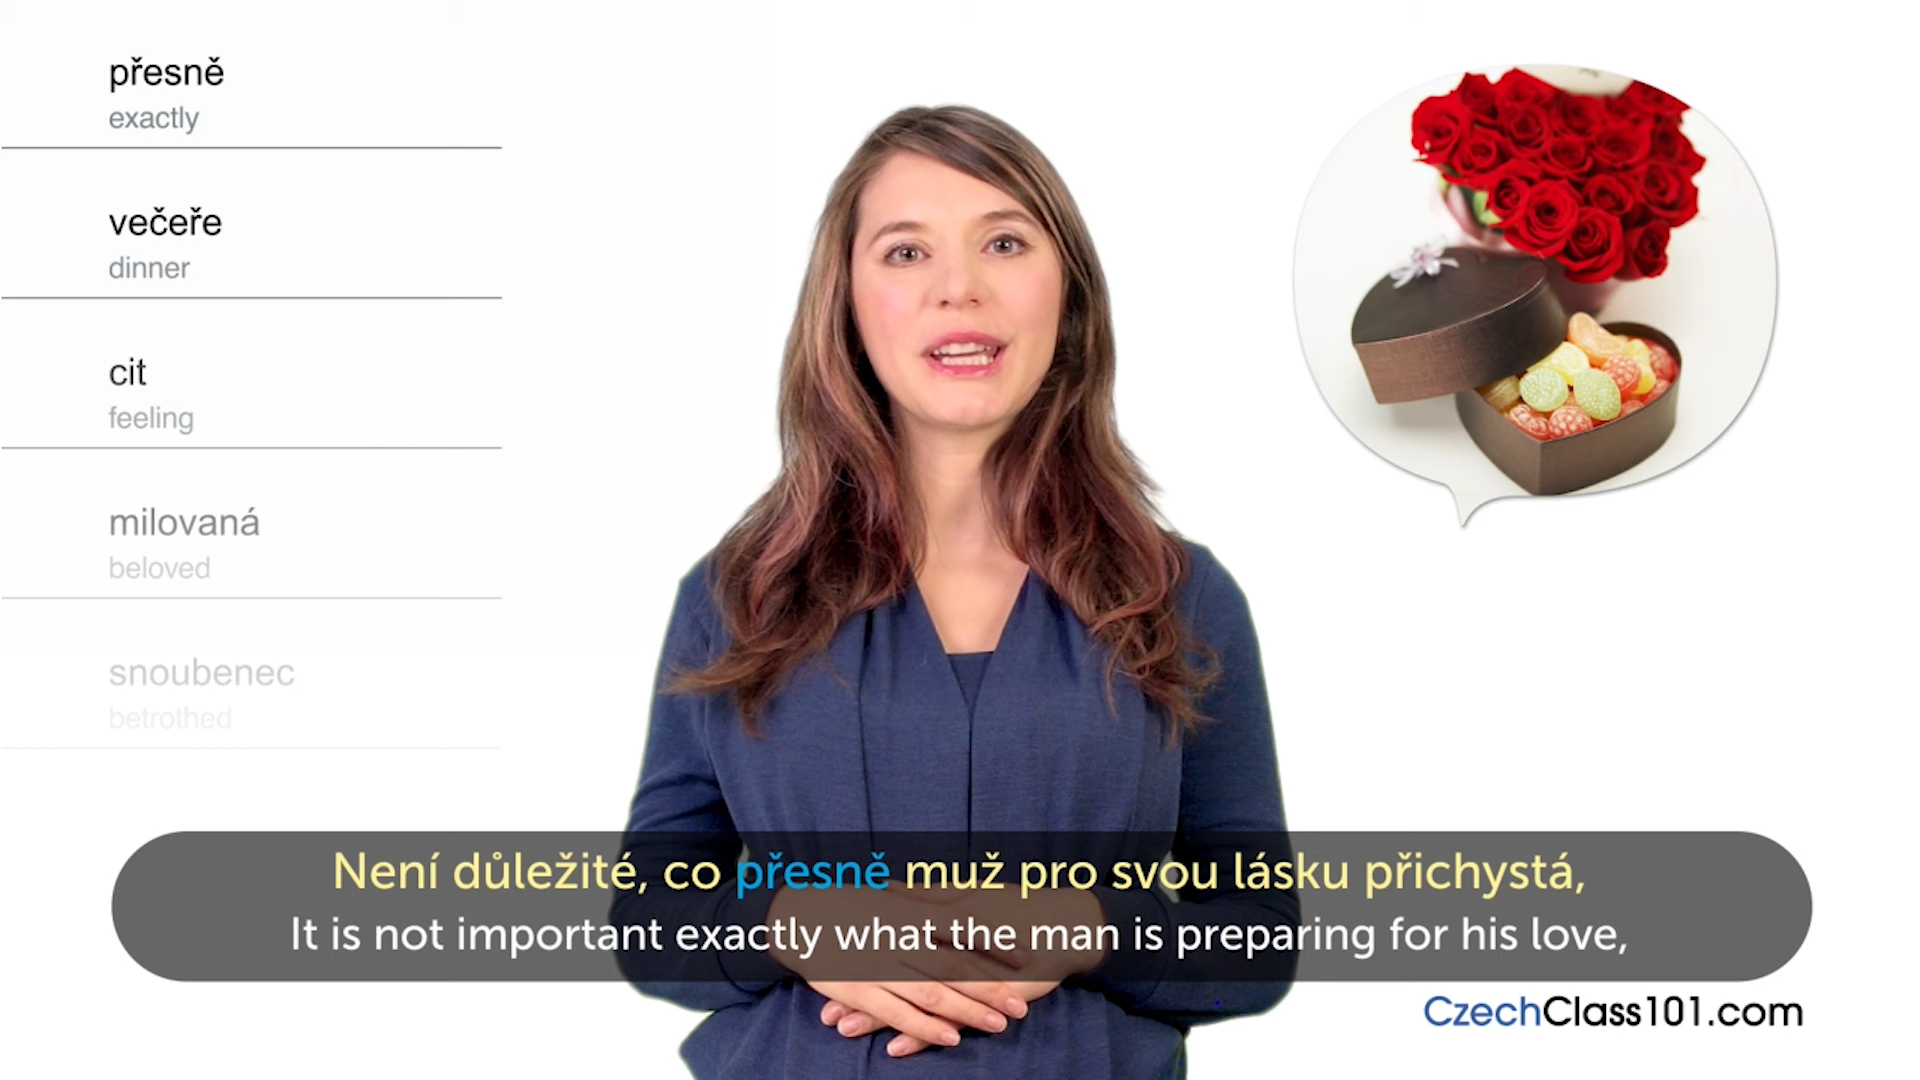 přesně
exactly
večeře
dinner
cit
feeling
milovaná
beloved
snoubenec
betrothed
Není důležité, co přesně muž pro svou lásku přichystá,
It is not important exactly what the man is preparing for his love,
CzechClass101.com